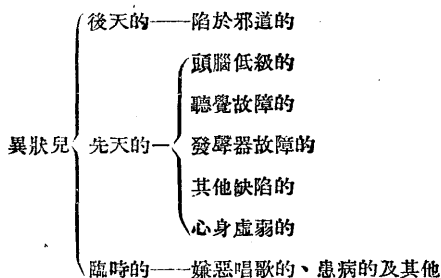 後天的——陷於邪道的
頭腦低級的
聽覺故障的
異狀兒 先天的— 發聲器故障的
其他缺陷的
心身虛弱的
臨時的——嫌惡唱歌的、患病的及其他